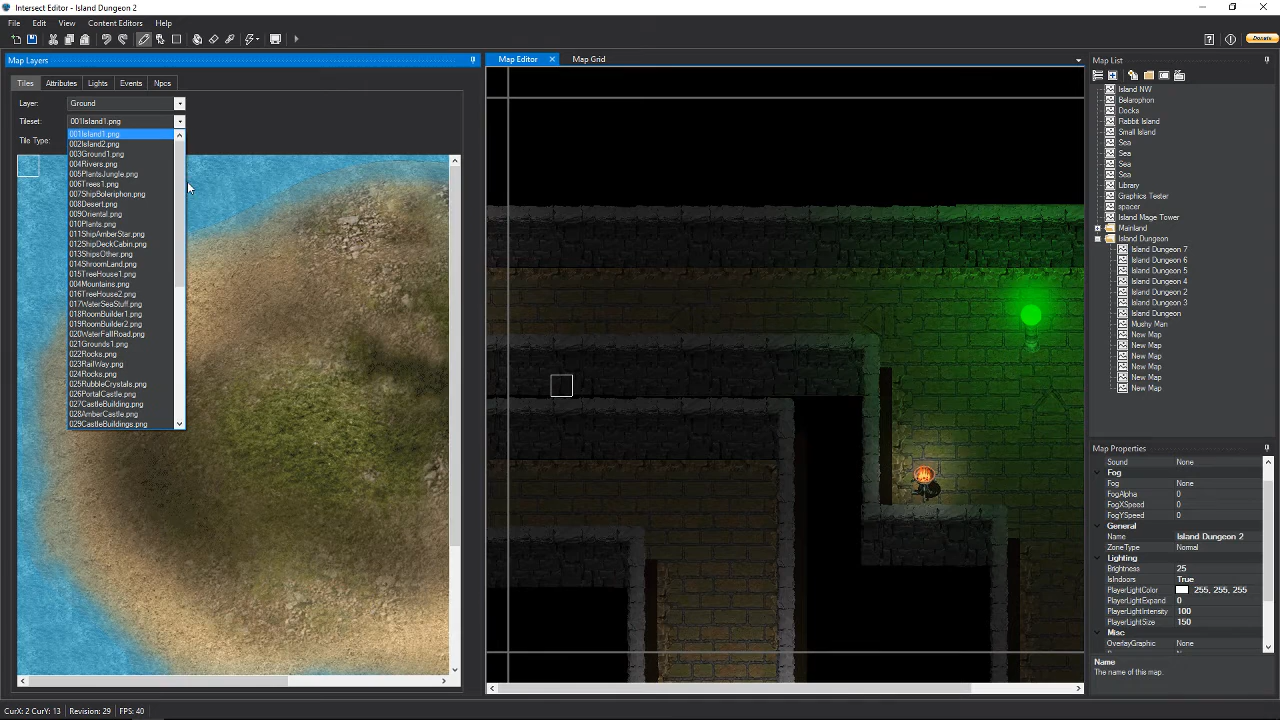 Intersect Editor - Island Dungeon 2
File Edit View Content Editors Help
Donate
Map Layers
Tiles Attributes Lights Events Npcs
Layer: Ground
Tileset: 001Island1.png
Tile Type:
001Island1.png
002Island2.png
003Ground1.png
004Rivers.png
005PlantsJungle.png
006Trees1.png
007ShipBoleriphon.png
008Desert.png
009Oriental.png
010Plants.png
011ShipAmberStar.png
012ShipDeckCabin.png
013ShipsOther.png
014ShroomLand.png
015TreeHouse1.png
004Mountains.png
016TreeHouse2.png
017WaterSeaStuff.png
018RoomBuilder1.png
019RoomBuilder2.png
020WaterFallRoad.png
021Grounds1.png
022Rocks.png
023RailWay.png
024Rocks.png
025RubbleCrystals.png
026PortalCastle.png
027CastleBuilding.png
028AmberCastle.png
029CastleBuildings.png
Map Editor Map Grid
Map List
Island NW
Belarophon
Docks
Rabbit Island
Small Island
Sea
Sea
Sea
Sea
Library
Graphics Tester
spacer
Island Mage Tower
Mainland
Island Dungeon
Island Dungeon 7
Island Dungeon 6
Island Dungeon 5
Island Dungeon 4
Island Dungeon 2
Island Dungeon 3
Island Dungeon
Mushy Man
New Map
New Map
New Map
New Map
New Map
New Map
Map Properties
Sound None
Fog
Fog None
FogAlpha 0
FogXSpeed 0
FogYSpeed 0
General
Name Island Dungeon 2
ZoneType Normal
Lighting
Brightness 25
IsIndoors True
PlayerLightColor 255, 255, 255
PlayerLightExpand 0
PlayerLightIntensity 100
PlayerLightSize 150
Misc
OverlayGraphic None
Name
The name of this map.
CurX: 2 CurY: 13 Revision: 29 FPS: 40